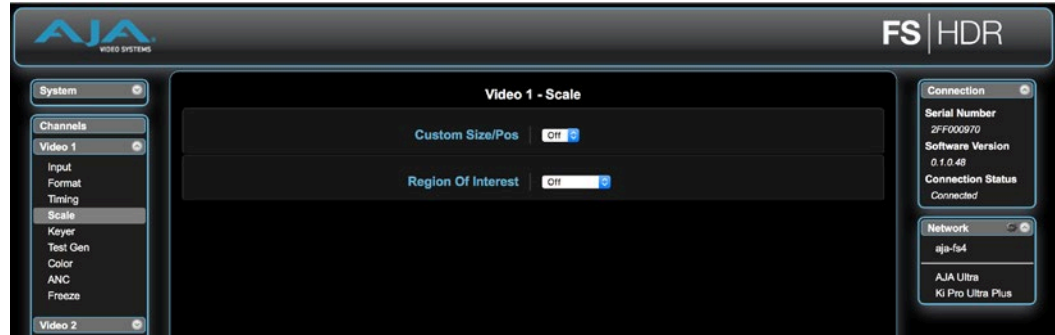 AJA
VIDEO SYSTEMS
FS|HDR
System
Channels
Video 1
Input
Format
Timing
Scale
Keyer
Test Gen
Color
ANC
Freeze
Video 2
Video 1 - Scale
Custom Size/Pos Off
Region Of Interest Off
Connection
Serial Number
2FF000970
Software Version
0.1.0.48
Connection Status
Connected
Network
aja-fs4
AJA Ultra
Ki Pro Ultra Plus